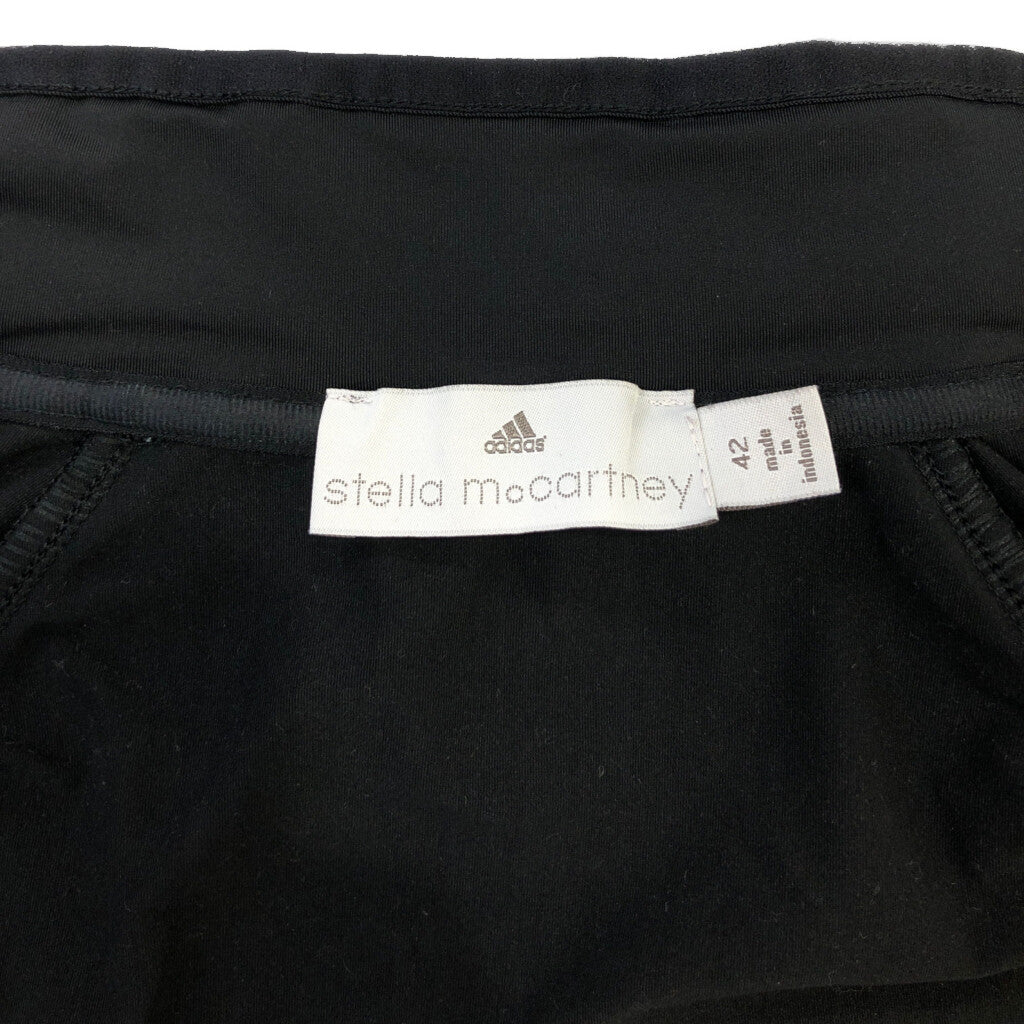 adidas
stella mccartney
42
made
in
indonesia